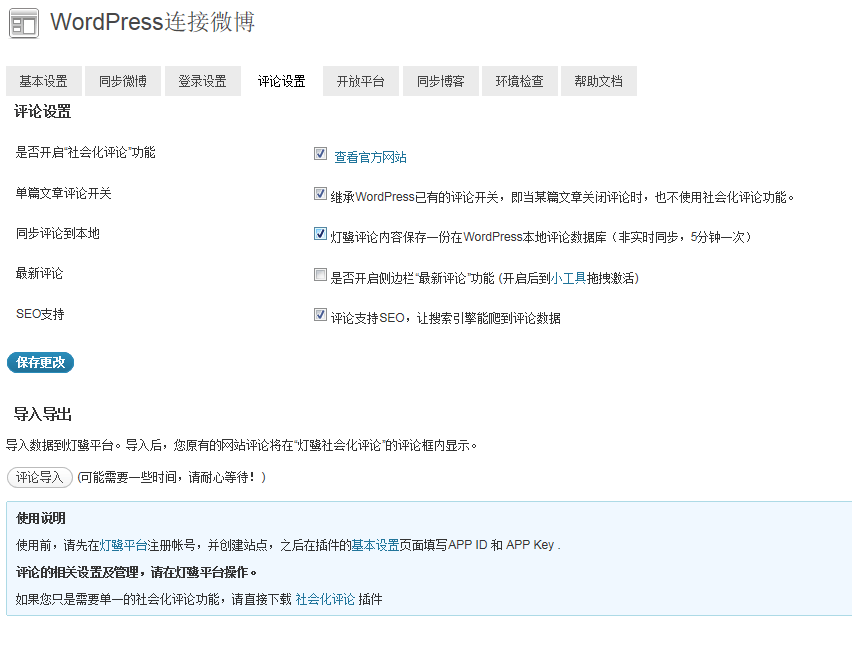 WordPress连接微博
基本设置 同步微博 登录设置 评论设置 开放平台 同步博客 环境检查 帮助文档
评论设置
是否开启“社会化评论”功能 查看官方网站
单篇文章评论开关 继承WordPress已有的评论开关，即当某篇文章关闭评论时，也不使用社会化评论功能。
同步评论到本地 灯鹭评论内容保存一份在WordPress本地评论数据库（非实时同步，5分钟一次）
最新评论 是否开启侧边栏“最新评论”功能 (开启后到小工具拖拽激活)
SEO支持 评论支持SEO，让搜索引擎能爬到评论数据
保存更改
导入导出
导入数据到灯鹭平台。导入后，您原有的网站评论将在“灯鹭社会化评论”的评论框内显示。
评论导入 (可能需要一些时间，请耐心等待！)
使用说明
使用前，请先在灯鹭平台注册帐号，并创建站点，之后在插件的基本设置页面填写APP ID 和 APP Key .
评论的相关设置及管理，请在灯鹭平台操作。
如果您只是需要单一的社会化评论功能，请直接下载 社会化评论 插件